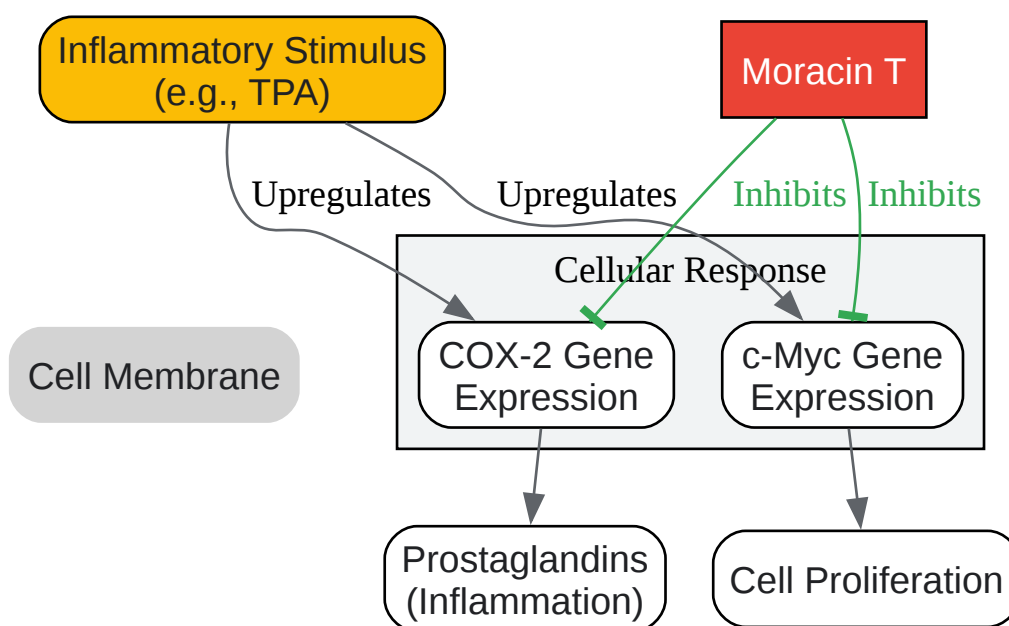 Inflammatory Stimulus
(e.g., TPA)
Moracin T
Upregulates
Upregulates
Inhibits
Inhibits
Cellular Response
Cell Membrane
COX-2 Gene
Expression
c-Myc Gene
Expression
Prostaglandins
(Inflammation)
Cell Proliferation